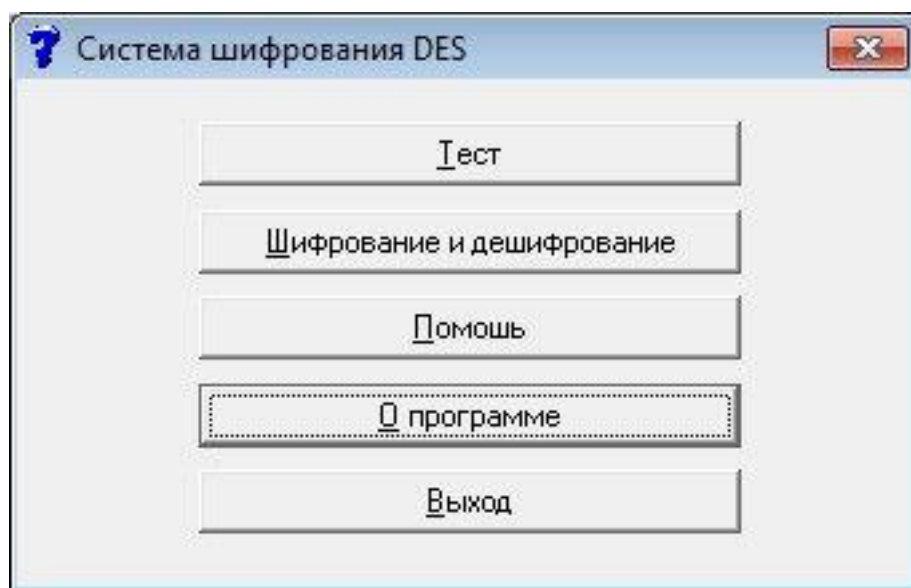 Система шифрования DES
Тест
Шифрование и дешифрование
Помошь
О программе
Выход